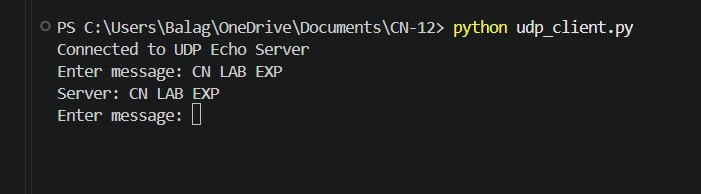 PS C:\Users\Balag\OneDrive\Documents\CN-12> python udp_client.py
Connected to UDP Echo Server
Enter message: CN LAB EXP
Server: CN LAB EXP
Enter message: